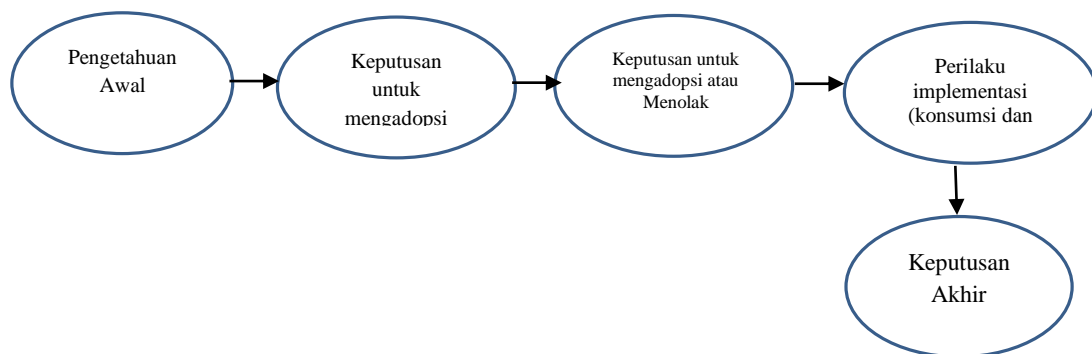 Pengetahuan
Awal
Keputusan
untuk
mengadopsi
Keputusan untuk
mengadopsi atau
Menolak
Perilaku
implementasi
(konsumsi dan
Keputusan
Akhir